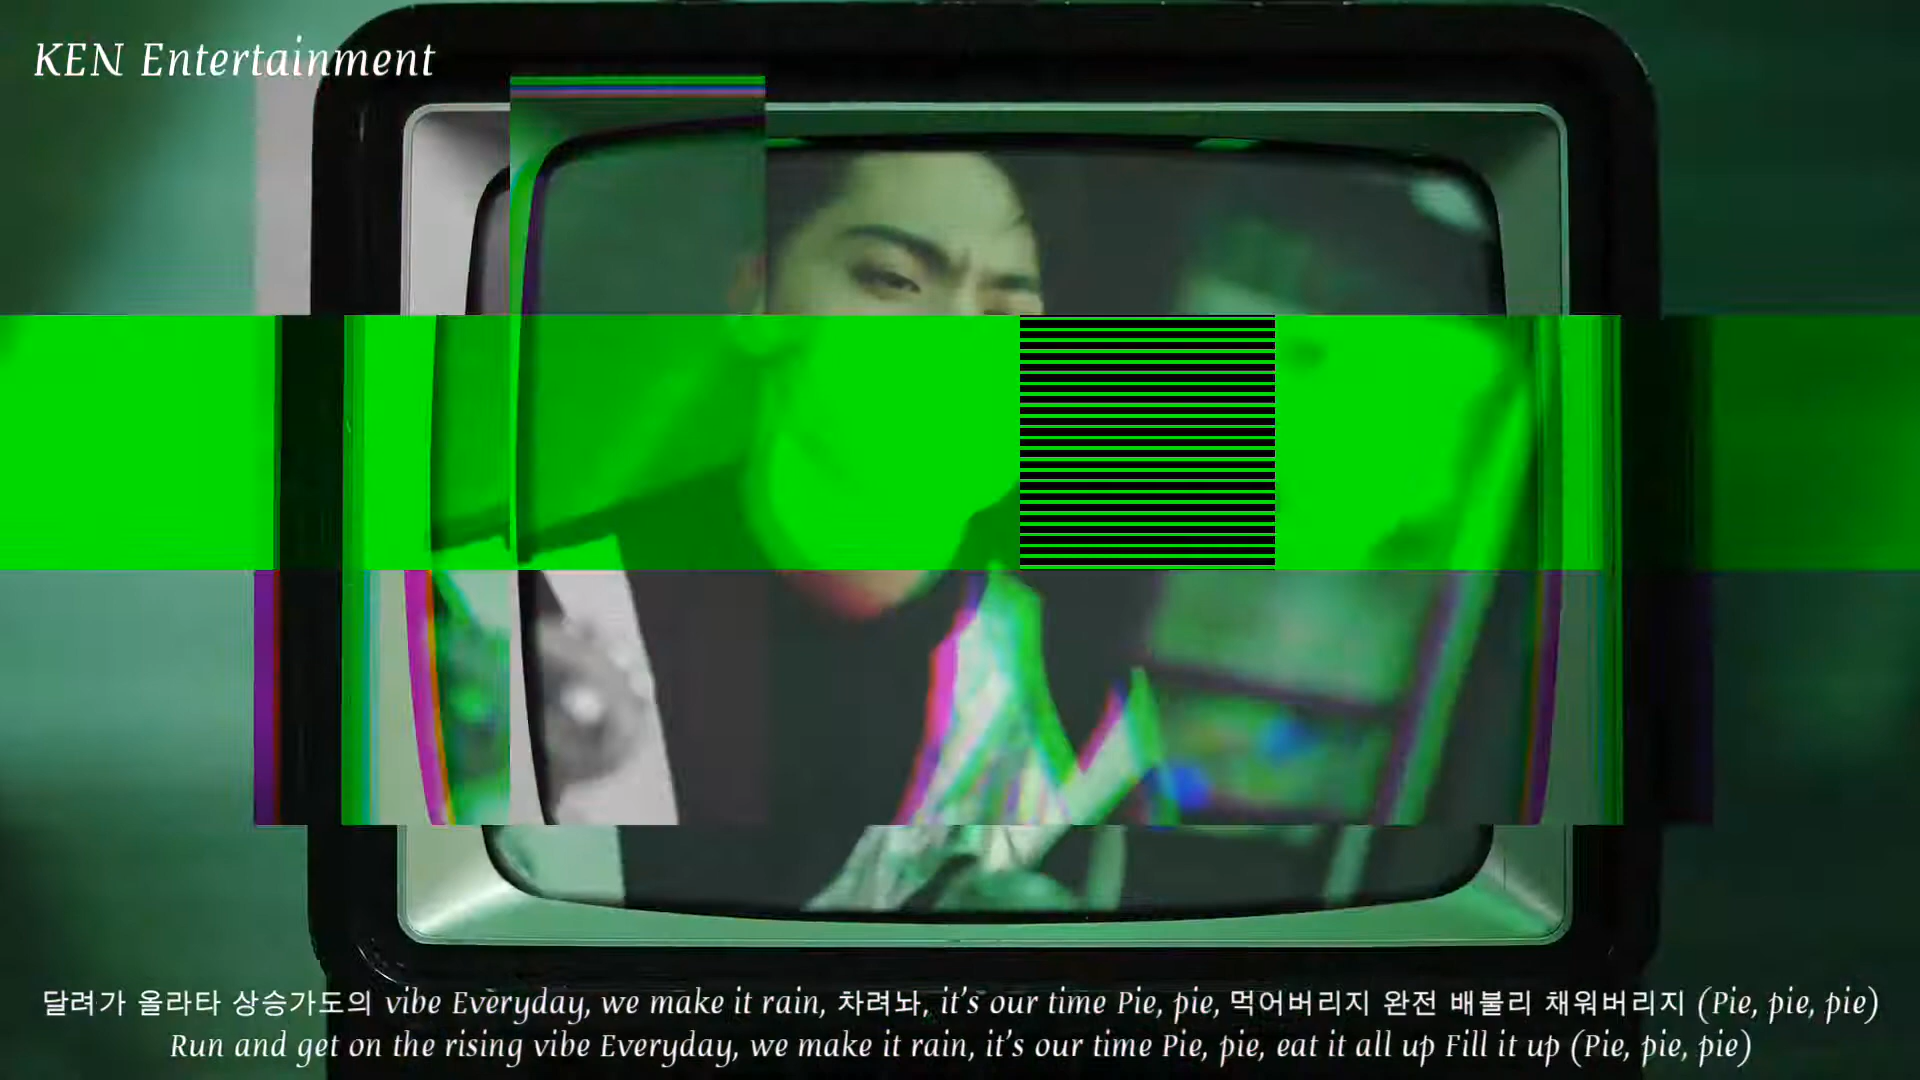 KEN Entertainment
달려가 올라타 상승가도의 vibe Everyday, we make it rain, 차려놔, it's our time Pie, pie, 먹어버리지 완전 배불리 채워버리지 (Pie, pie, pie)
Run and get on the rising vibe Everyday, we make it rain, it's our time Pie, pie, eat it all up Fill it up (Pie, pie, pie)